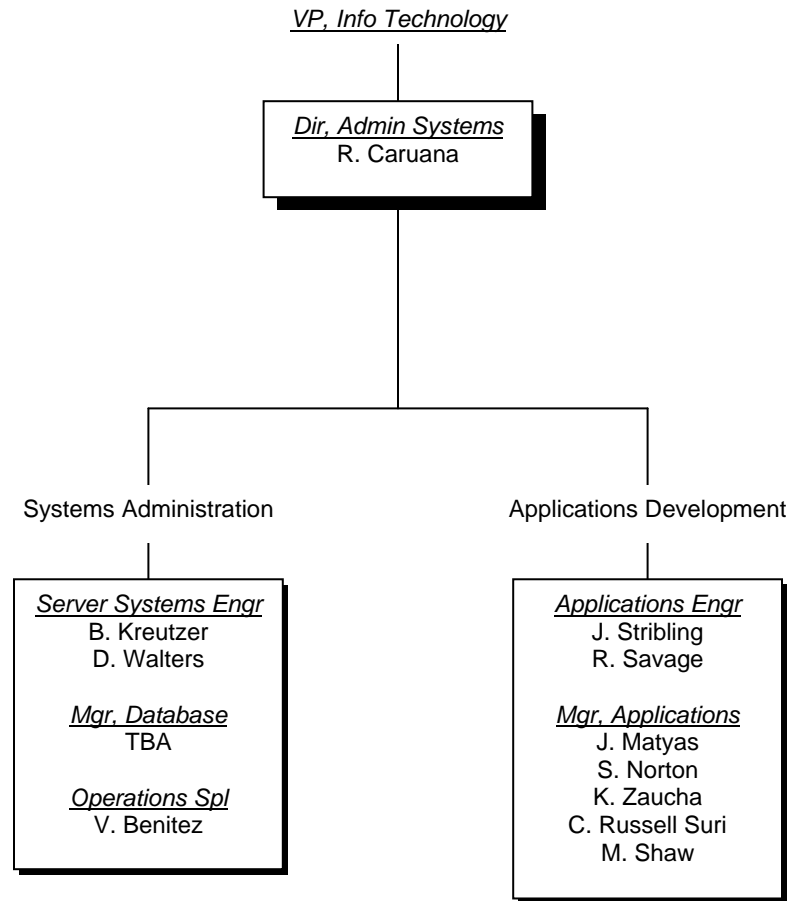 VP, Info Technology
Dir, Admin Systems
R. Caruana
Systems Administration
Applications Development
Server Systems Engr
B. Kreutzer
D. Walters
Mgr, Database
TBA
Operations Spl
V. Benitez
Applications Engr
J. Stribling
R. Savage
Mgr, Applications
J. Matyas
S. Norton
K. Zaucha
C. Russell Suri
M. Shaw